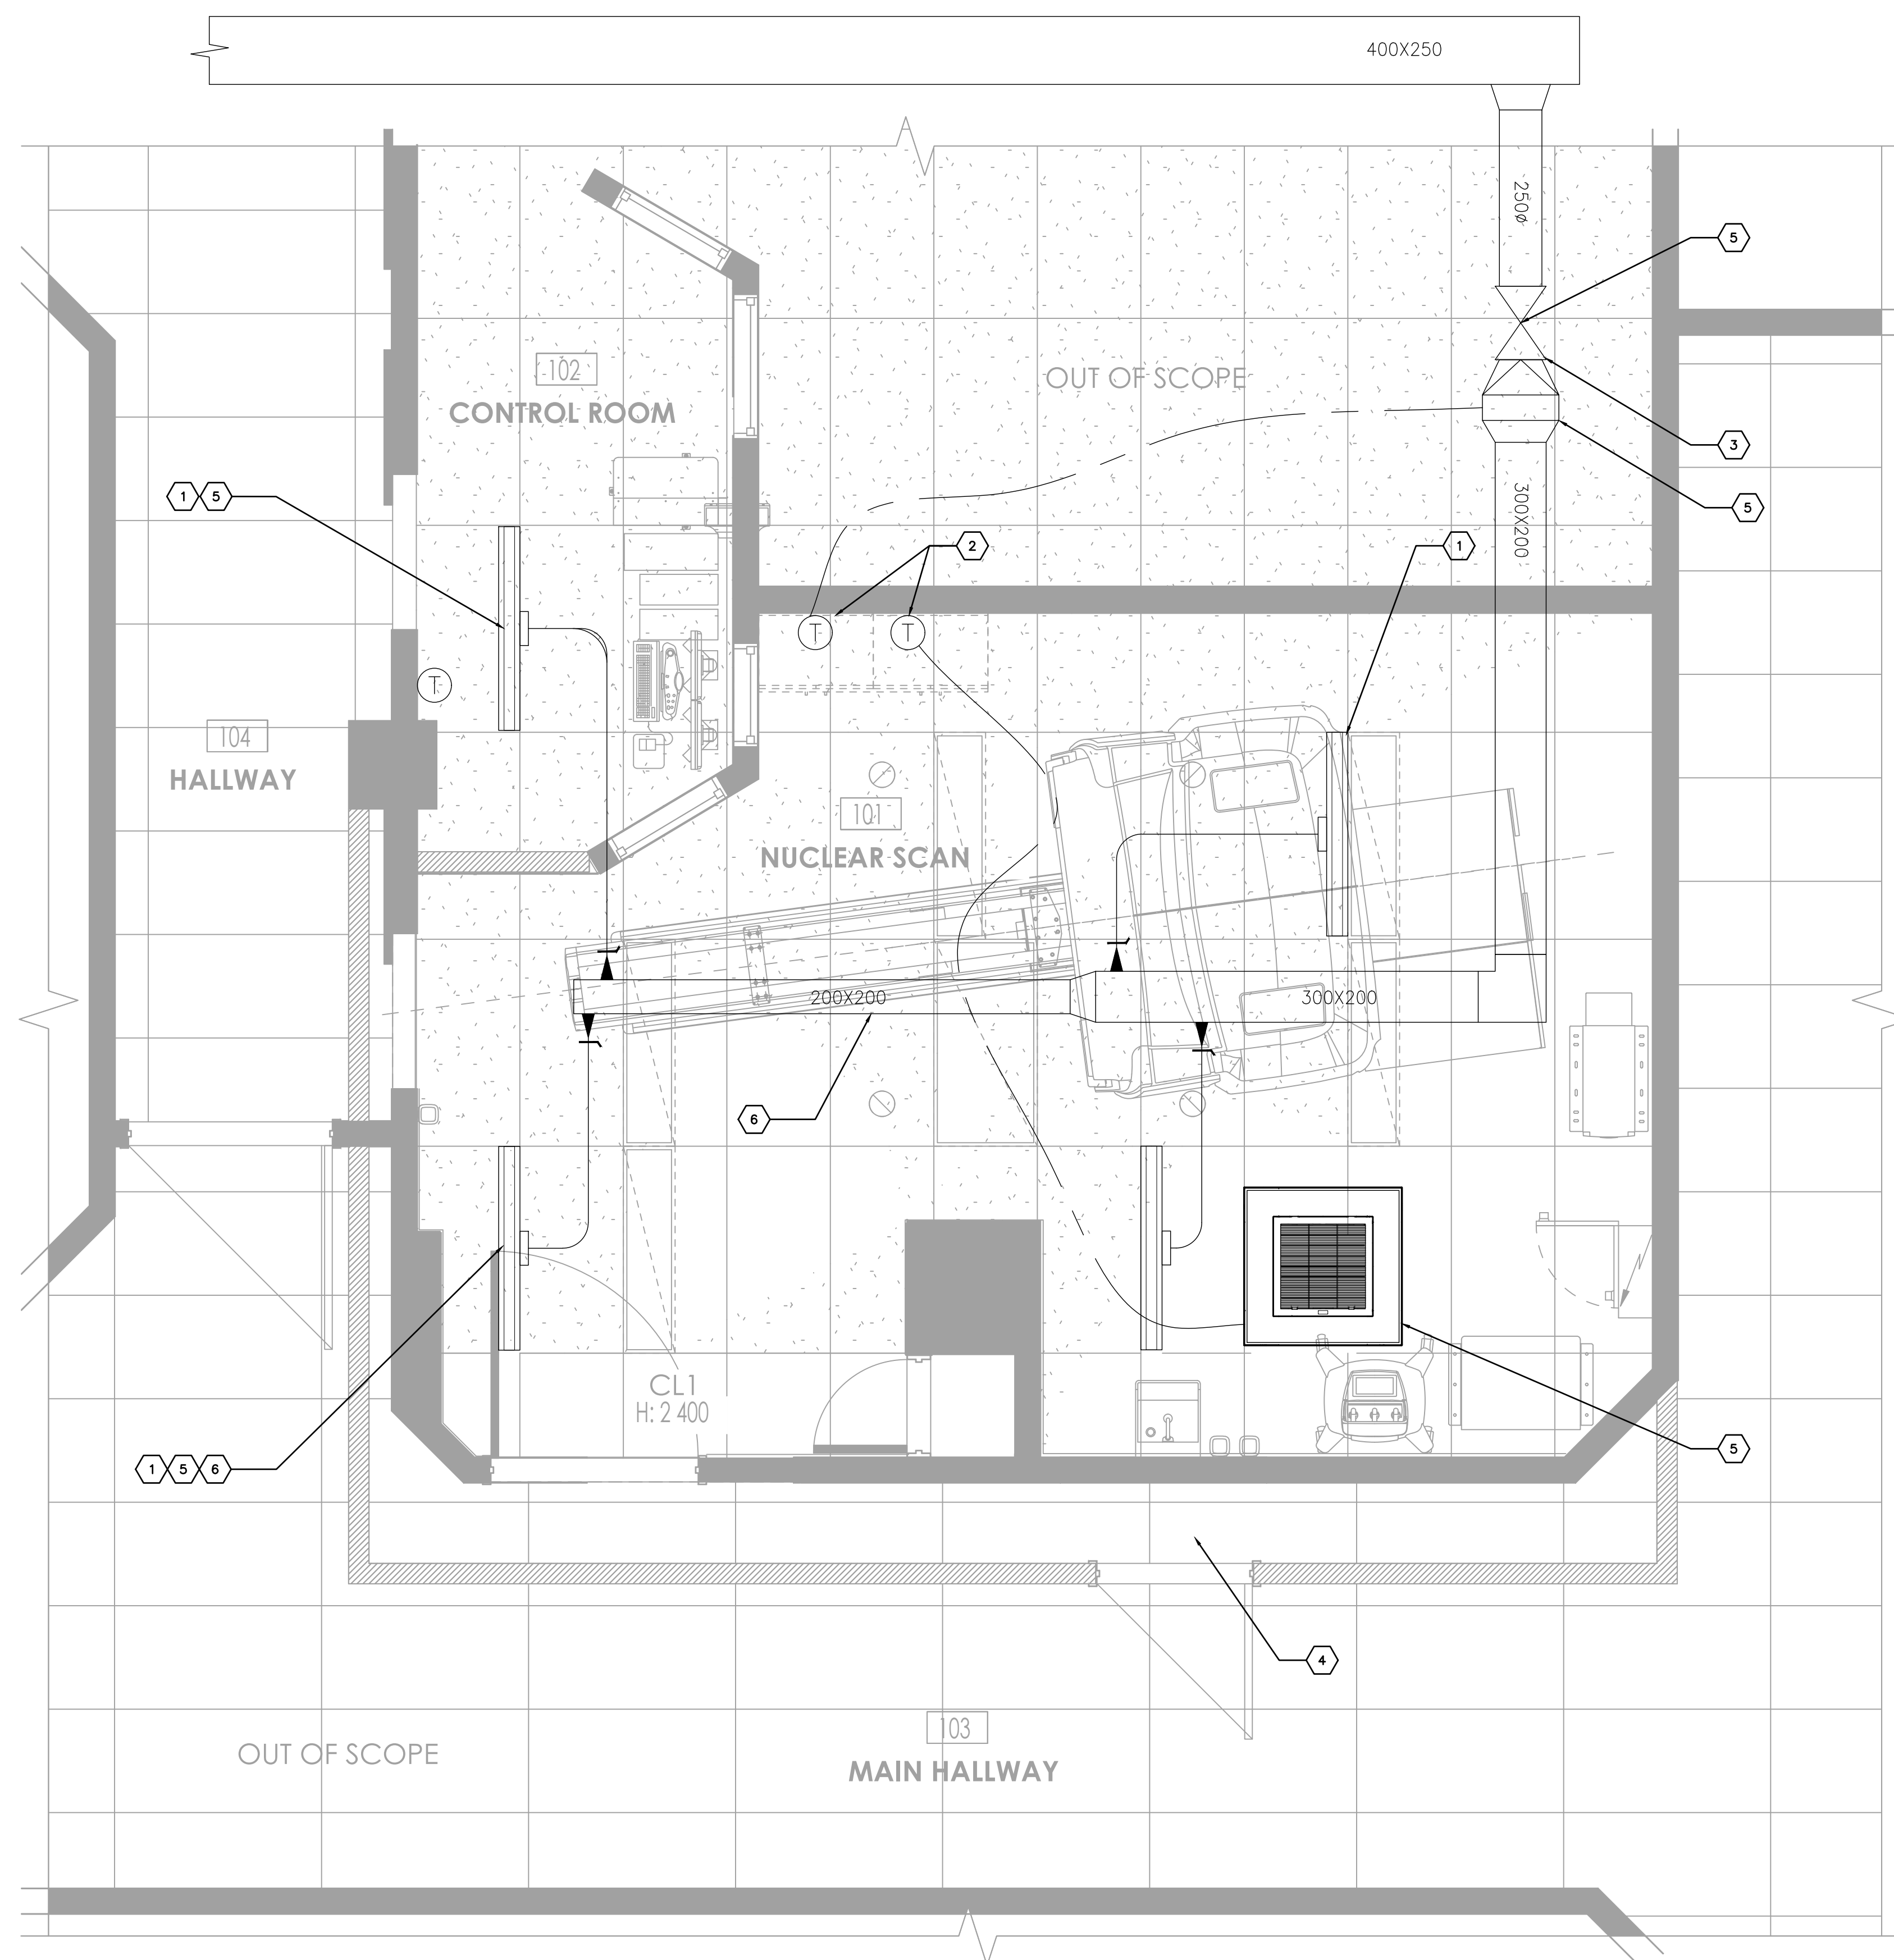 400X250
250ø
5
102
CONTROL ROOM
OUT OF SCOPE
3
1 5
300X200
5
2
1
T
T
T
104
HALLWAY
101
NUCLEAR SCAN
200X200
300X200
6
CL1
H: 2 400
1 5 6
5
4
103
MAIN HALLWAY
OUT OF SCOPE